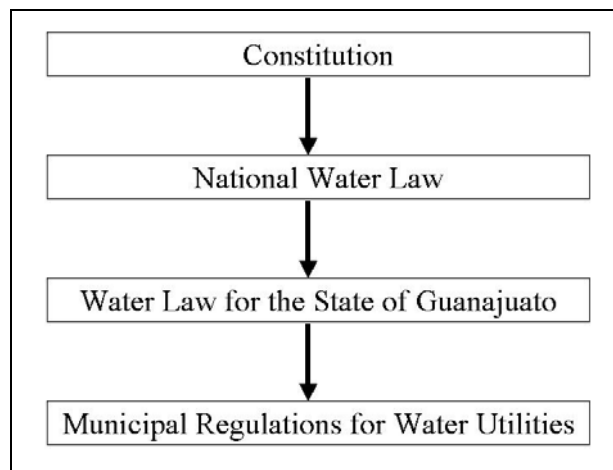 Constitution
National Water Law
Water Law for the State of Guanajuato
Municipal Regulations for Water Utilities